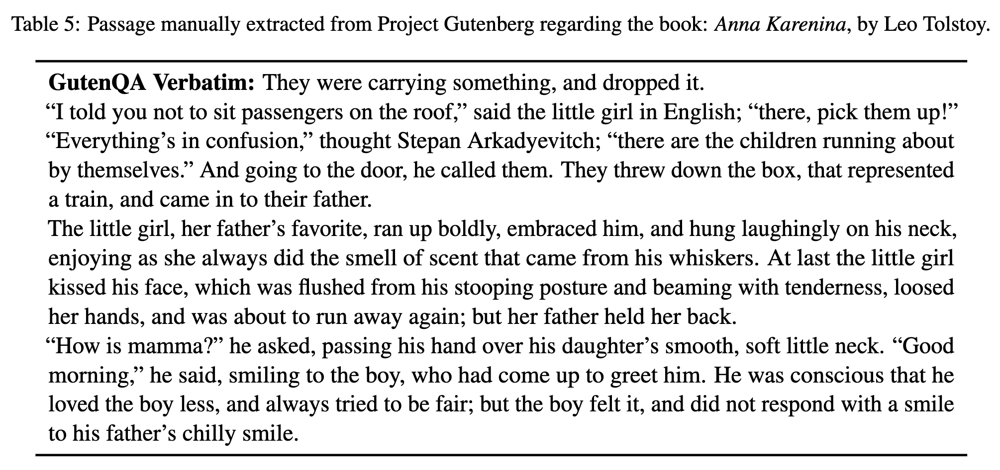 Table 5: Passage manually extracted from Project Gutenberg regarding the book: Anna Karenina, by Leo Tolstoy.
GutenQA Verbatim: They were carrying something, and dropped it.
“I told you not to sit passengers on the roof,” said the little girl in English; “there, pick them up!”
“Everything’s in confusion,” thought Stepan Arkadyevitch; “there are the children running about
by themselves.” And going to the door, he called them. They threw down the box, that represented
a train, and came in to their father.
The little girl, her father’s favorite, ran up boldly, embraced him, and hung laughingly on his neck,
enjoying as she always did the smell of scent that came from his whiskers. At last the little girl
kissed his face, which was flushed from his stooping posture and beaming with tenderness, loosed
her hands, and was about to run away again; but her father held her back.
“How is mamma?” he asked, passing his hand over his daughter’s smooth, soft little neck. “Good
morning,” he said, smiling to the boy, who had come up to greet him. He was conscious that he
loved the boy less, and always tried to be fair; but the boy felt it, and did not respond with a smile
to his father’s chilly smile.